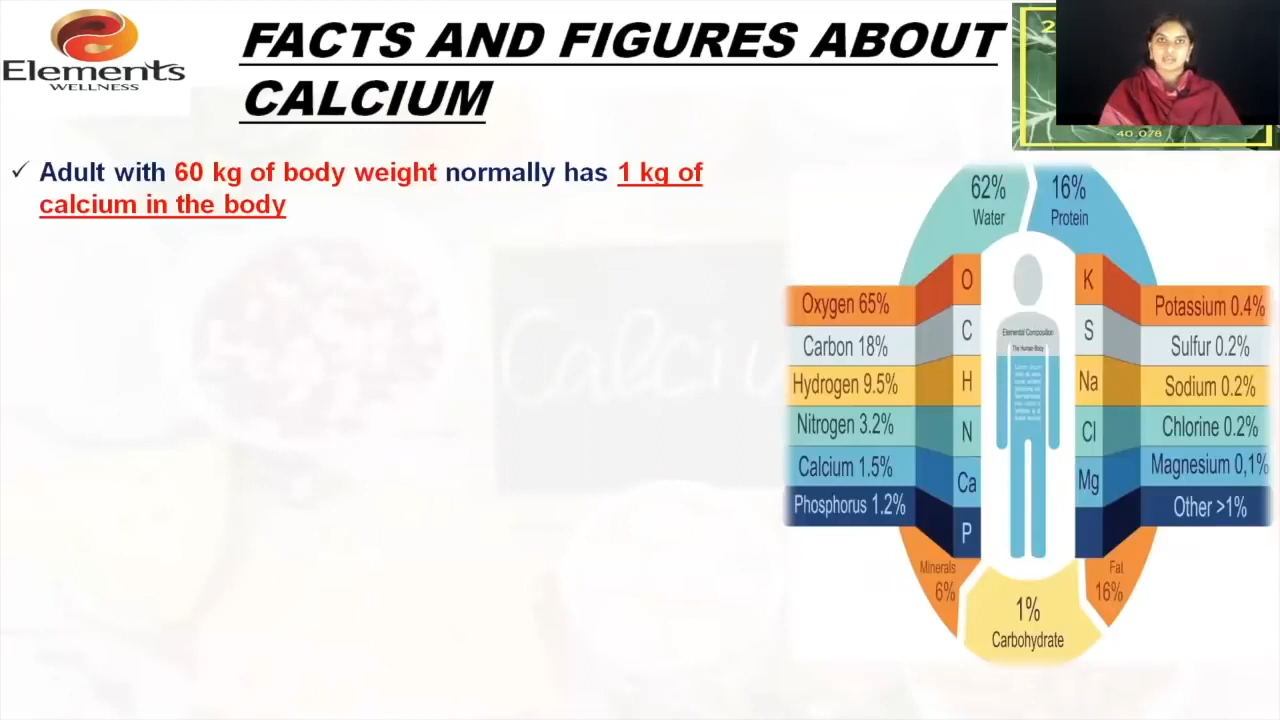 Elements
WELLNESS
FACTS AND FIGURES ABOUT
CALCIUM
2
40.078
✓ Adult with 60 kg of body weight normally has 1 kg of
calcium in the body
62%
Water
16%
Protein
O
K
Oxygen 65%
Potassium 0.4%
C
S
Carbon 18%
Sulfur 0.2%
H
Na
Hydrogen 9.5%
Sodium 0.2%
N
Cl
Nitrogen 3.2%
Chlorine 0.2%
Ca
Mg
Calcium 1.5%
Magnesium 0,1%
P
Phosphorus 1.2%
Other >1%
Elemental Composition
The Human Body
Minerals
6%
Fat
16%
1%
Carbohydrate